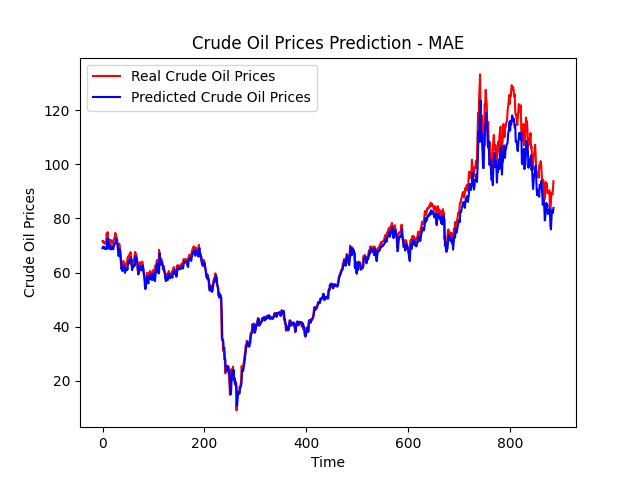 Crude Oil Prices Prediction - MAE
Real Crude Oil Prices
Predicted Crude Oil Prices
Crude Oil Prices
120
100
80
60
40
20
0 200 400 600 800
Time